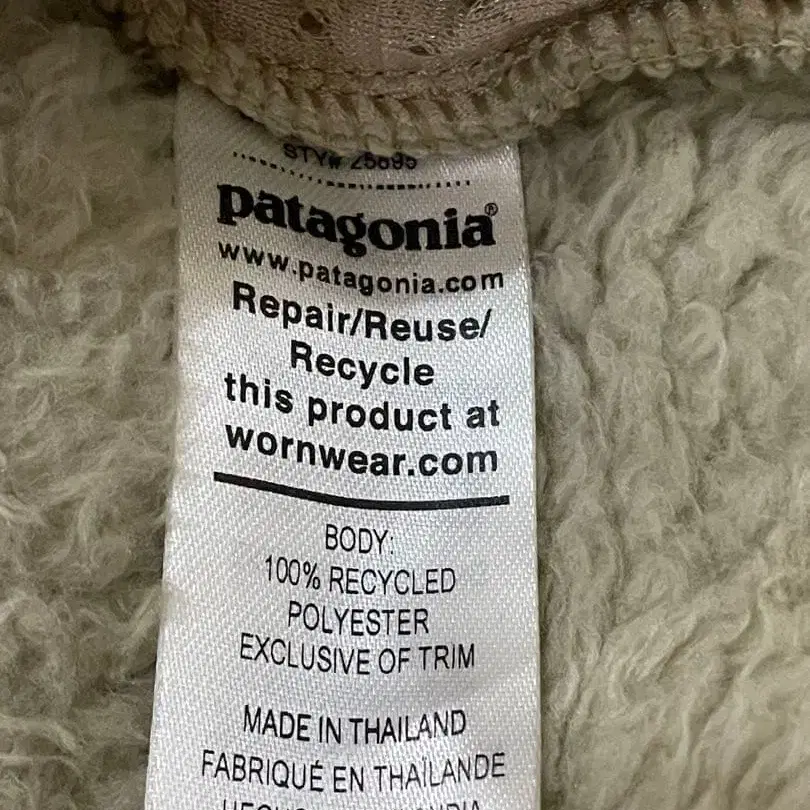 STY#
patagonia®
www.patagonia.com
Repair/Reuse/
Recycle
this product at
wornwear.com
BODY:
100% RECYCLED
POLYESTER
EXCLUSIVE OF TRIM
MADE IN THAILAND
FABRIQUÉ EN THAÏLANDE